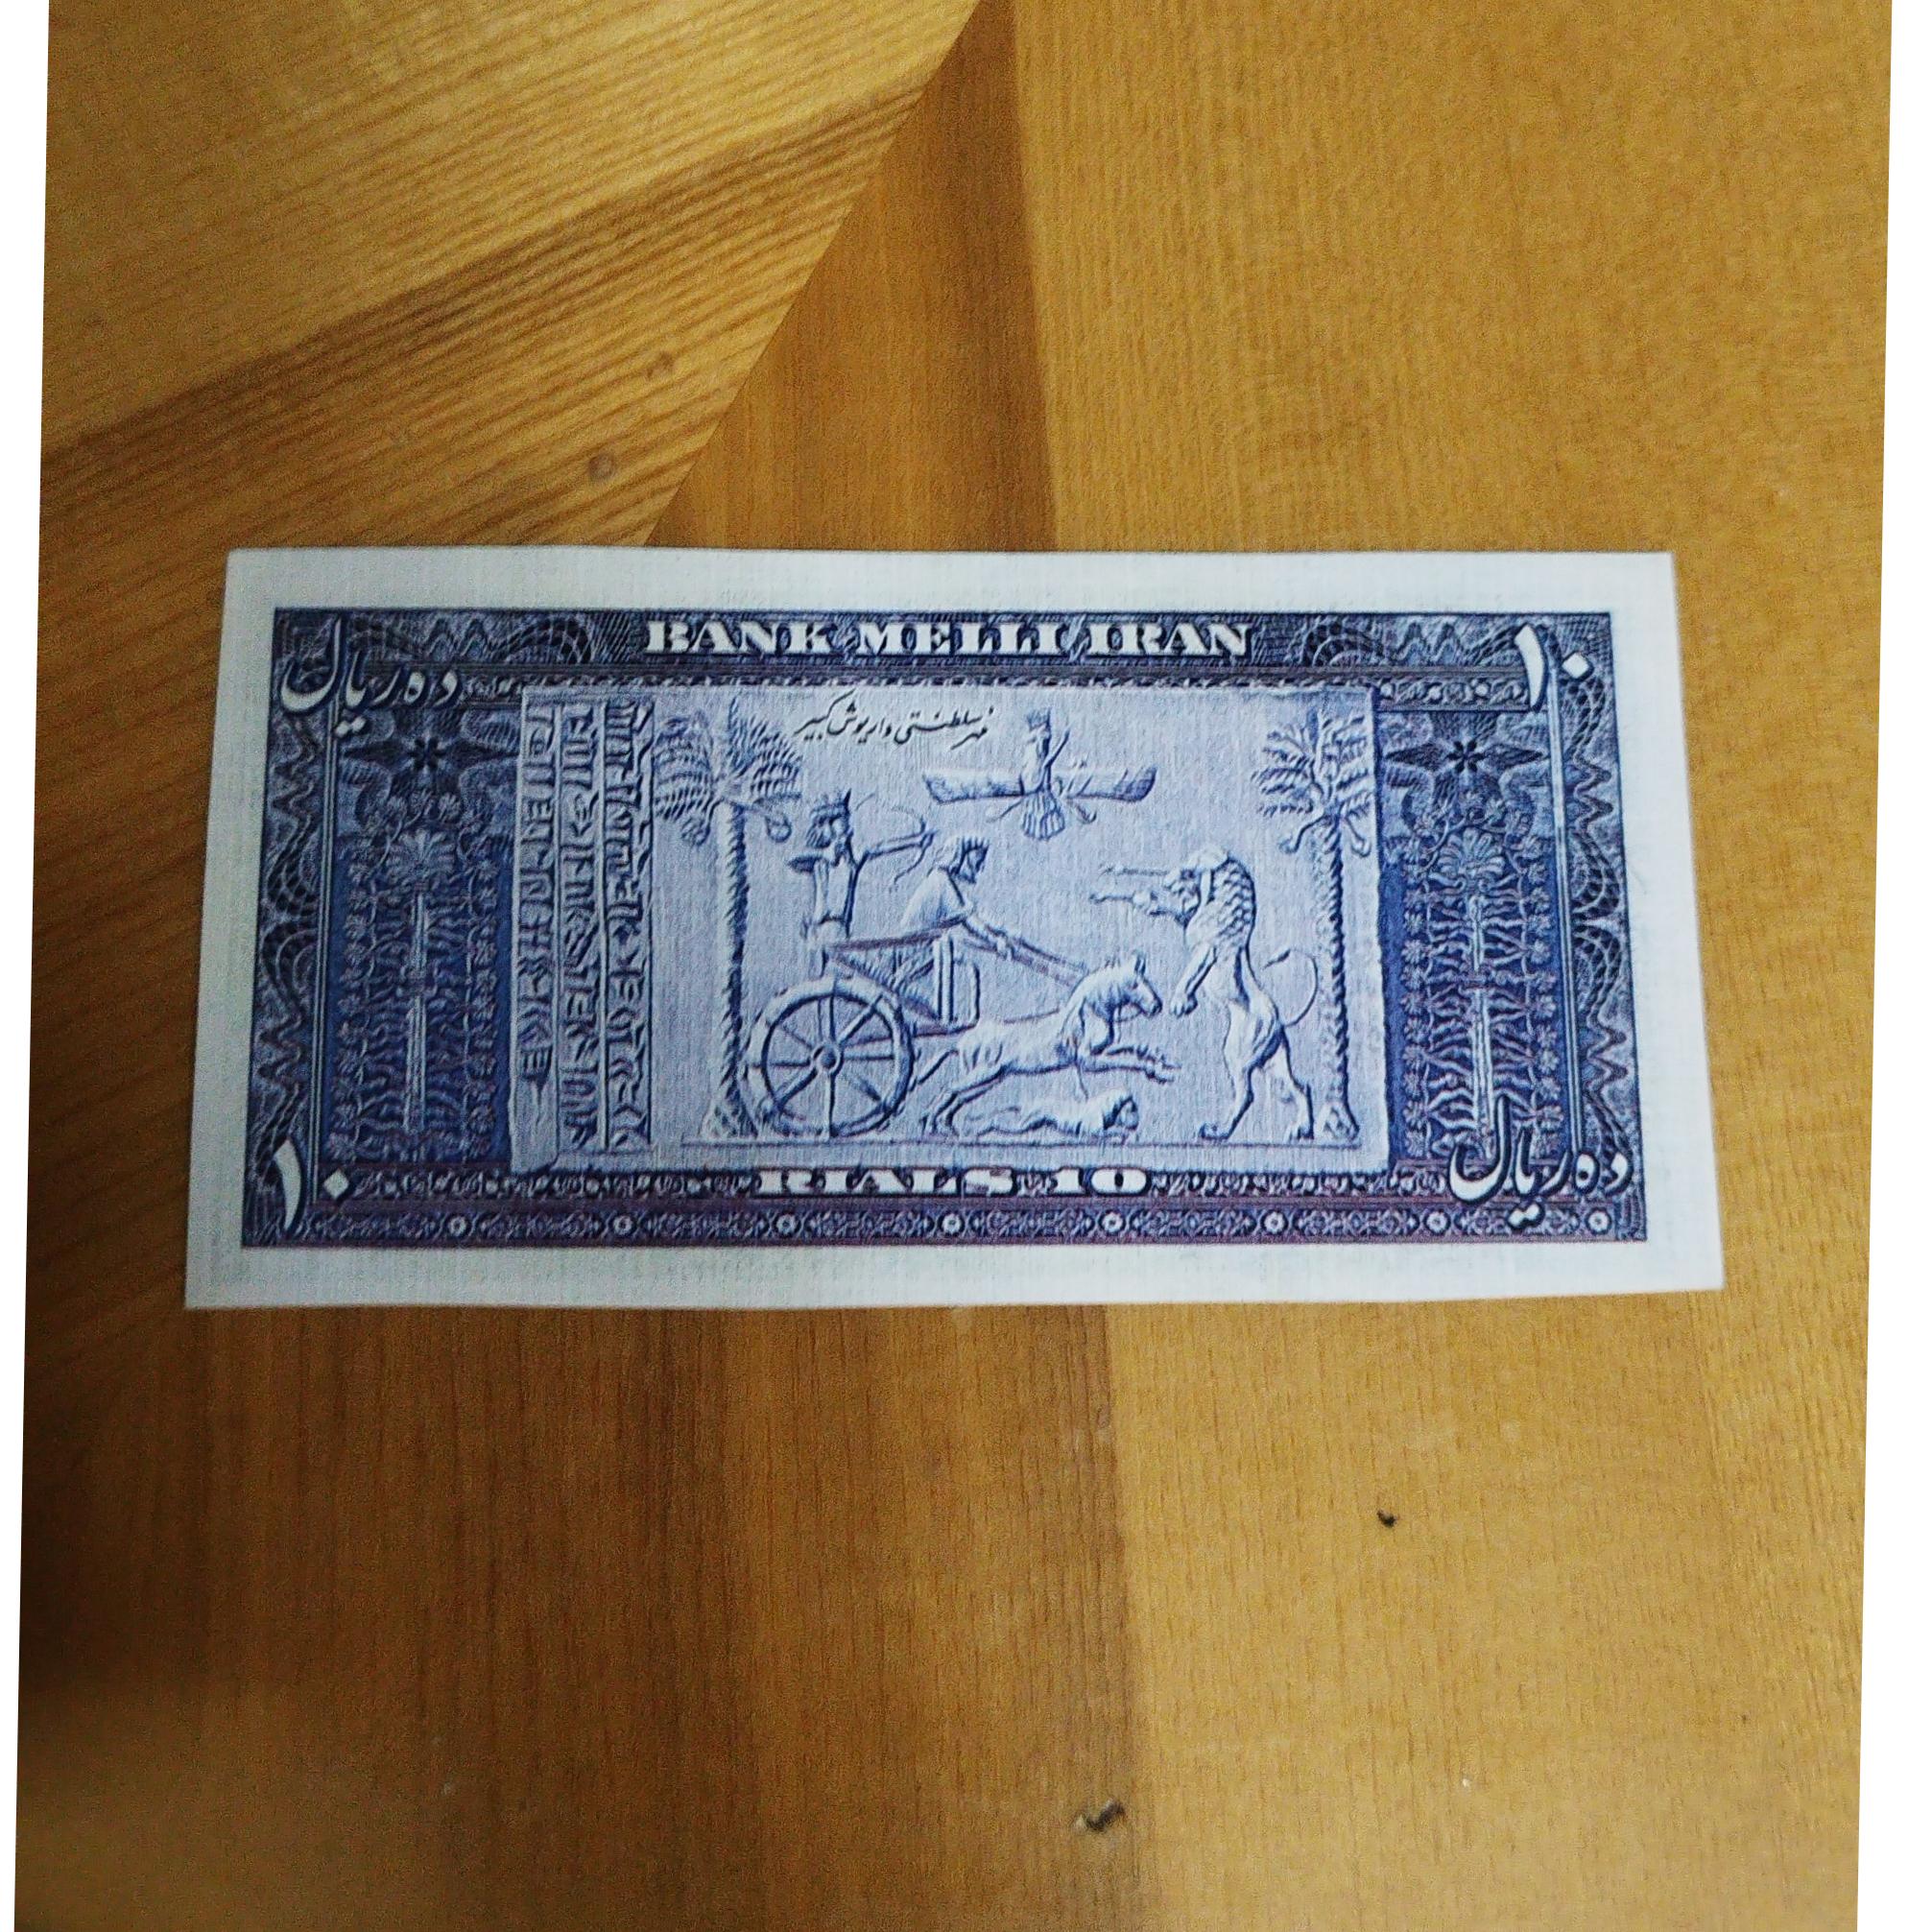 BANK MELLI IRAN
ده ریال
۱۰
مهر سلطنتی داریوش کبیر
۱۰
RIALS 10
ده ریال